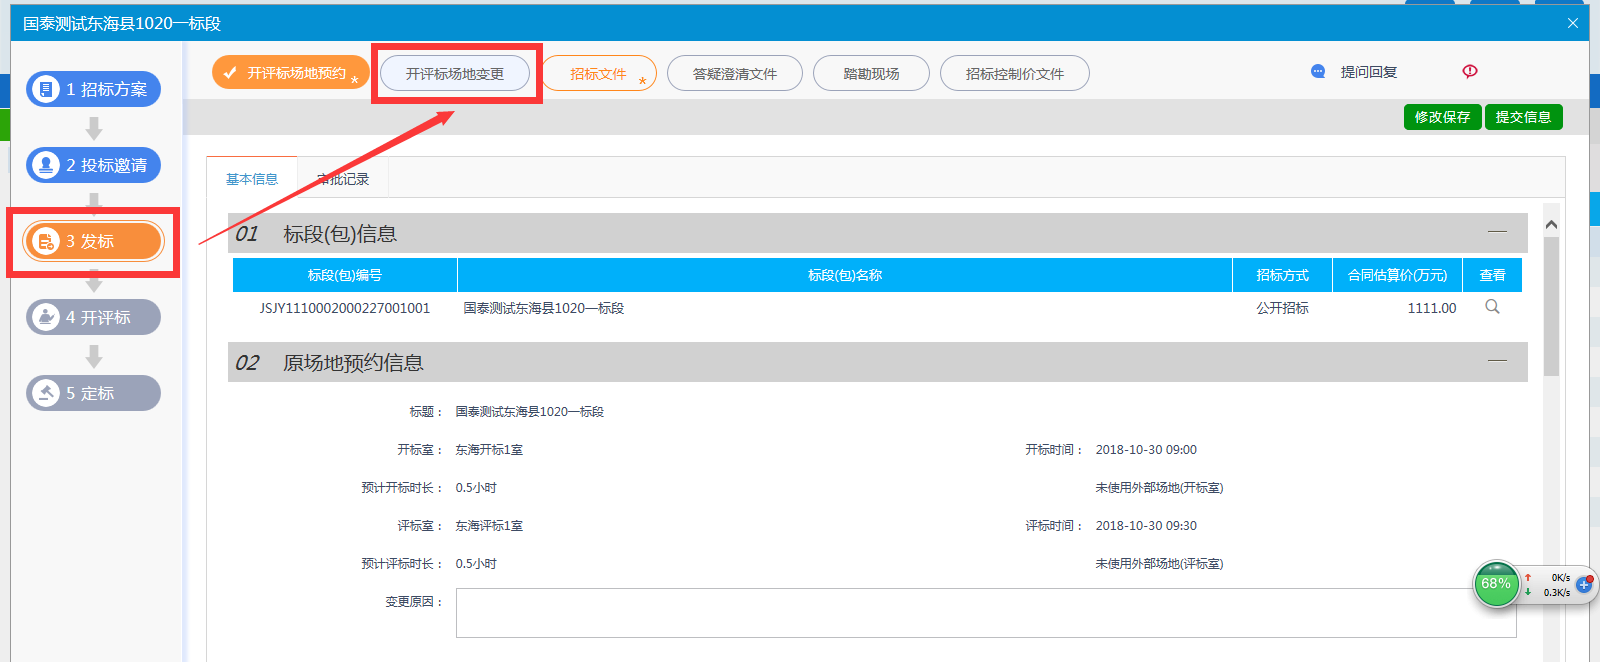 国泰测试东海县1020一标段
1 招标方案
2 投标邀请
3 发标
4 开评标
5 定标
开评标场地预约 *
开评标场地变更
招标文件 *
答疑澄清文件
踏勘现场
招标控制价文件
提问回复
修改保存
提交信息
基本信息
审批记录
01 标段(包)信息
标段(包)编号 标段(包)名称 招标方式 合同估算价(万元) 查看
JSJY1110002000227001001 国泰测试东海县1020一标段 公开招标 1111.00
02 原场地预约信息
标题： 国泰测试东海县1020一标段
开标室： 东海开标1室 开标时间： 2018-10-30 09:00
预计开标时长： 0.5小时 未使用外部场地(开标室)
评标室： 东海评标1室 评标时间： 2018-10-30 09:30
预计评标时长： 0.5小时 未使用外部场地(评标室)
变更原因：
68%
0K/s
0.3K/s